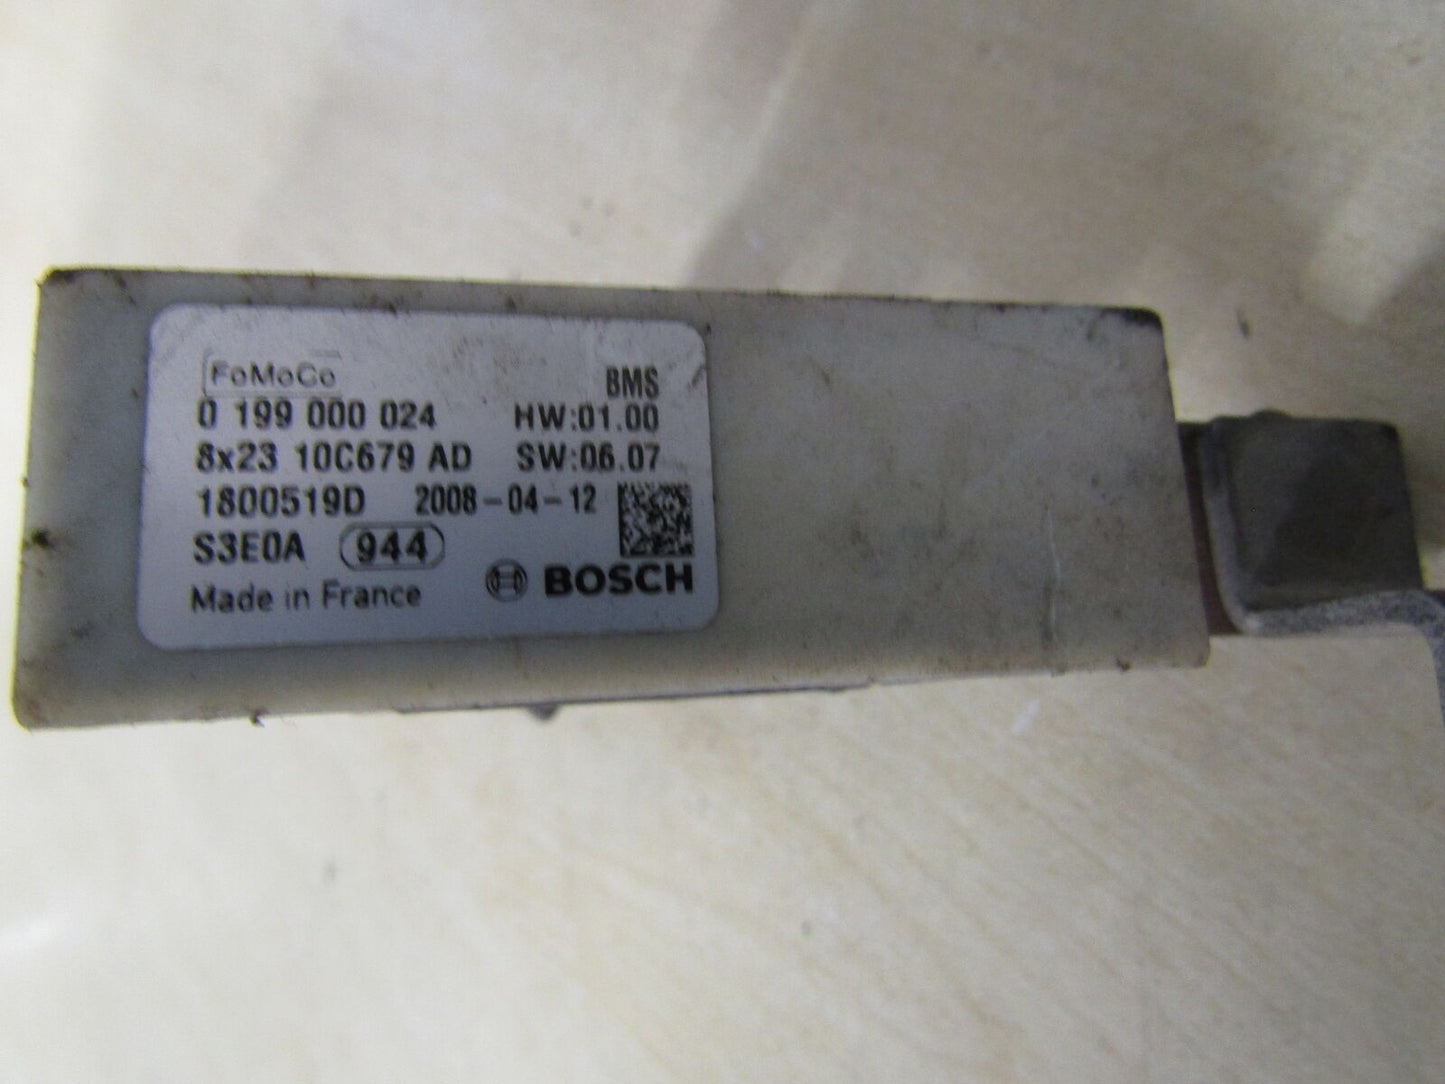 FoMoCo BMS
0 199 000 024 HW:01.00
8x23 10C679 AD SW:06.07
1800519D 2008-04-12
S3E0A 944
Made in France BOSCH